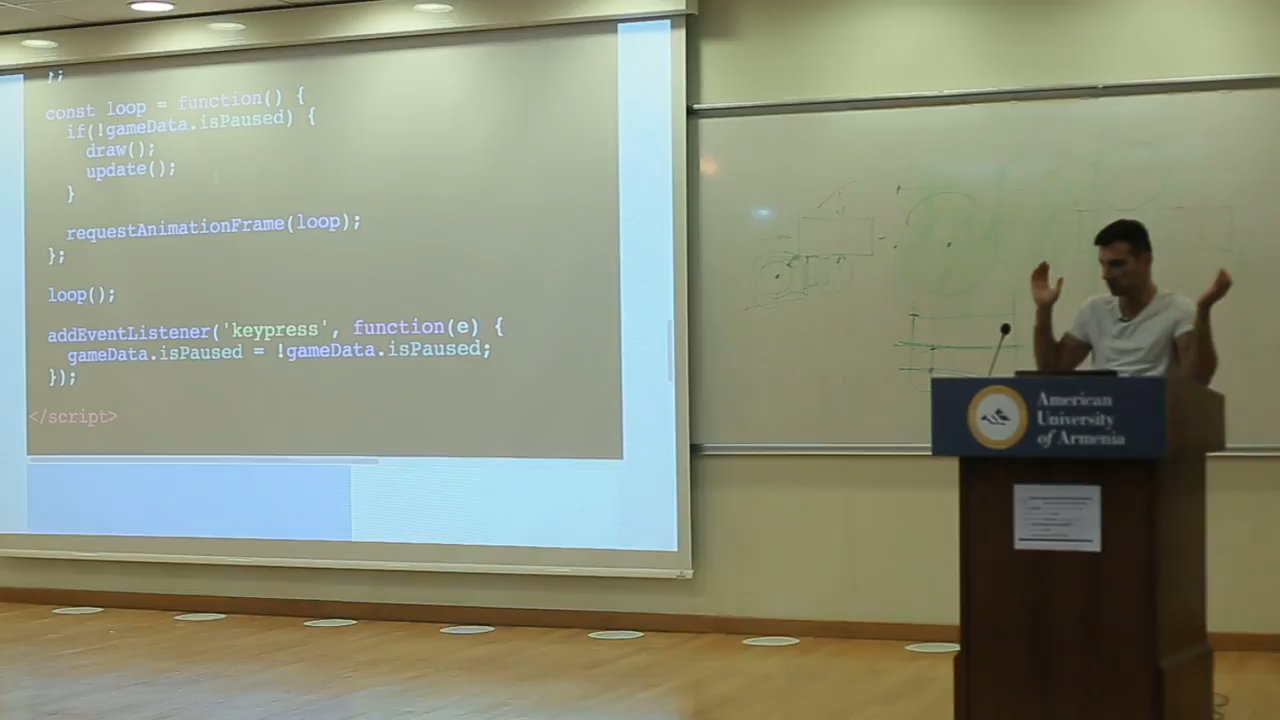 };
const loop = function() {
if(!gameData.isPaused) {
draw();
update();
}
requestAnimationFrame(loop);
};
loop();
addEventListener('keypress', function(e) {
gameData.isPaused = !gameData.isPaused;
});
</script>
American
University
of Armenia